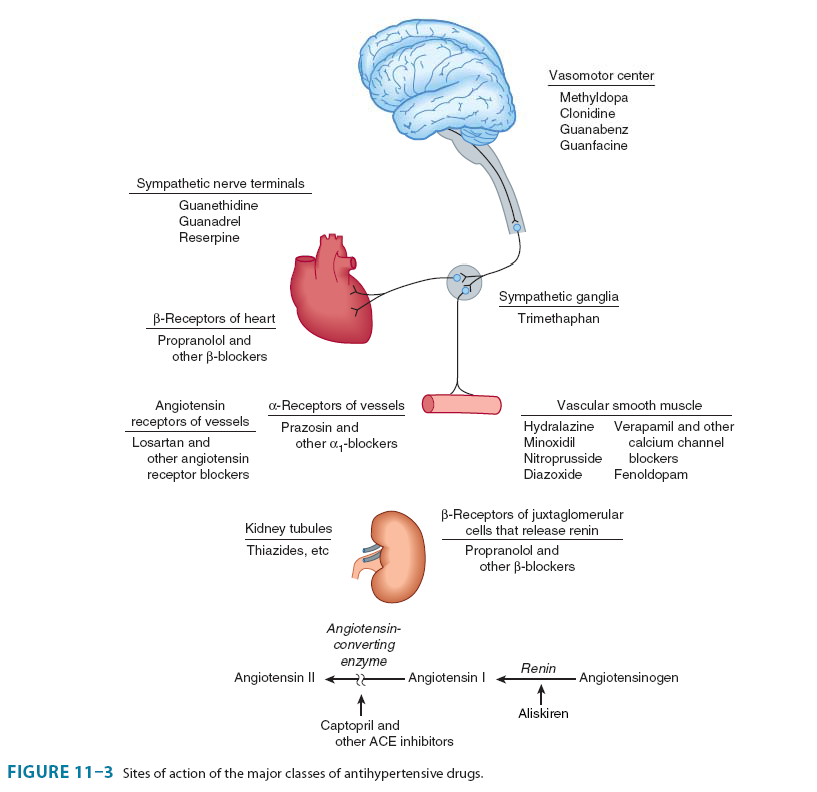 Vasomotor center
Methyldopa
Clonidine
Guanabenz
Guanfacine
Sympathetic nerve terminals
Guanethidine
Guanadrel
Reserpine
Sympathetic ganglia
Trimethaphan
β-Receptors of heart
Propranolol and
other β-blockers
Angiotensin
receptors of vessels
Losartan and
other angiotensin
receptor blockers
α-Receptors of vessels
Prazosin and
other α1-blockers
Vascular smooth muscle
Hydralazine
Minoxidil
Nitroprusside
Diazoxide
Verapamil and other
calcium channel
blockers
Fenoldopam
Kidney tubules
Thiazides, etc
β-Receptors of juxtaglomerular
cells that release renin
Propranolol and
other β-blockers
Angiotensin-
converting
enzyme
Angiotensin II
Angiotensin I
Renin
Angiotensinogen
Captopril and
other ACE inhibitors
Aliskiren
FIGURE 11–3 Sites of action of the major classes of antihypertensive drugs.